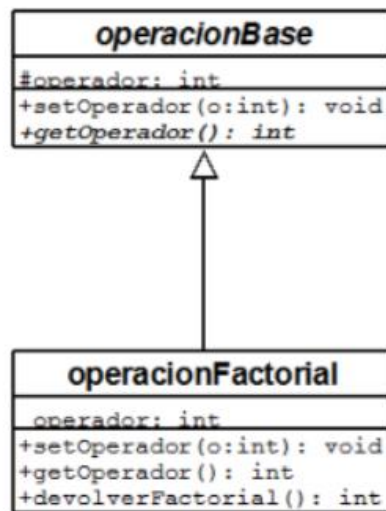 operacionBase
#operador: int
+setOperador(o:int): void
+getOperador(): int
operacionFactorial
operador: int
+setOperador(o:int): void
+getOperador(): int
+devolverFactorial(): int